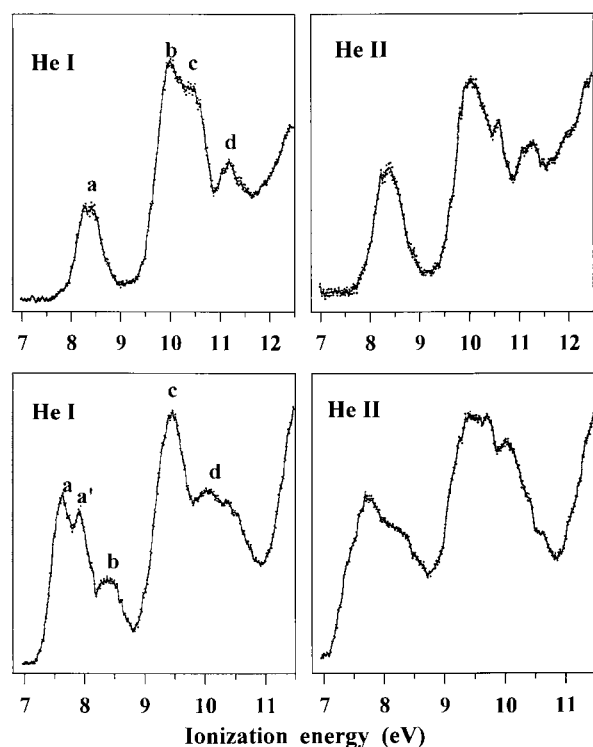 He I
b
c
d
a
7 8 9 10 11 12
He II
7 8 9 10 11 12
He I
c
a
a'
d
b
7 8 9 10 11
He II
7 8 9 10 11
Ionization energy (eV)